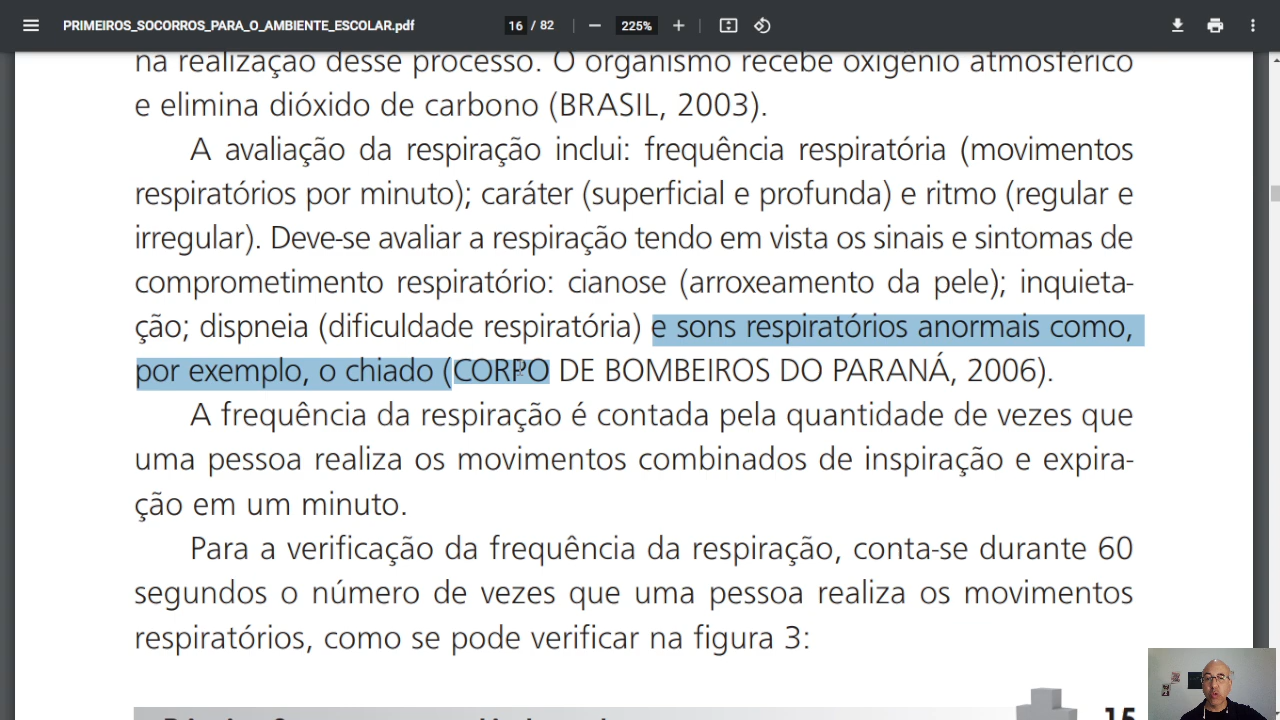 PRIMEIROS_SOCORROS_PARA_O_AMBIENTE_ESCOLAR.pdf 16 / 82 225%
na realização desse processo. O organismo recebe oxigênio atmosférico
e elimina dióxido de carbono (BRASIL, 2003).
A avaliação da respiração inclui: frequência respiratória (movimentos
respiratórios por minuto); caráter (superficial e profunda) e ritmo (regular e
irregular). Deve-se avaliar a respiração tendo em vista os sinais e sintomas de
comprometimento respiratório: cianose (arroxeamento da pele); inquieta-
ção; dispneia (dificuldade respiratória) e sons respiratórios anormais como,
por exemplo, o chiado (CORPO DE BOMBEIROS DO PARANÁ, 2006).
A frequência da respiração é contada pela quantidade de vezes que
uma pessoa realiza os movimentos combinados de inspiração e expira-
ção em um minuto.
Para a verificação da frequência da respiração, conta-se durante 60
segundos o número de vezes que uma pessoa realiza os movimentos
respiratórios, como se pode verificar na figura 3:
15